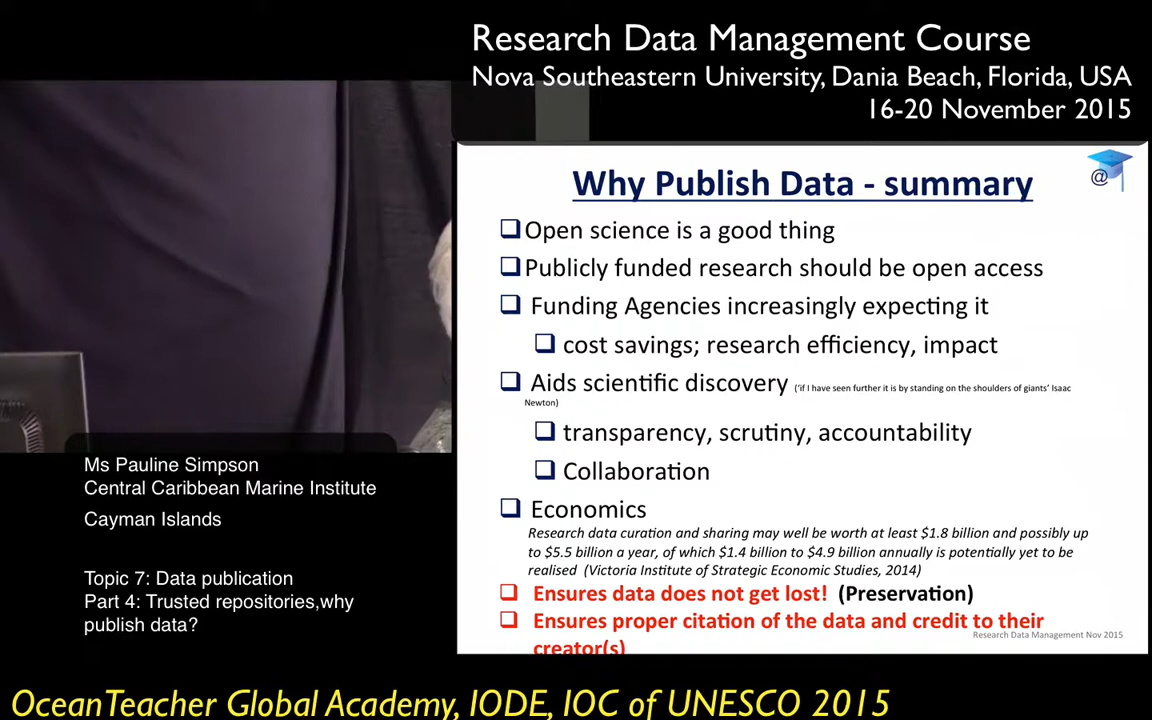 Research Data Management Course
Nova Southeastern University, Dania Beach, Florida, USA
16-20 November 2015
@
Why Publish Data - summary
Open science is a good thing
Publicly funded research should be open access
Funding Agencies increasingly expecting it
cost savings; research efficiency, impact
Aids scientific discovery ('if I have seen further it is by standing on the shoulders of giants' Isaac
Newton)
transparency, scrutiny, accountability
Collaboration
Economics
Research data curation and sharing may well be worth at least $1.8 billion and possibly up
to $5.5 billion a year, of which $1.4 billion to $4.9 billion annually is potentially yet to be
realised (Victoria Institute of Strategic Economic Studies, 2014)
Ensures data does not get lost! (Preservation)
Ensures proper citation of the data and credit to their
creator(s)
Research Data Management Nov 2015
Ms Pauline Simpson
Central Caribbean Marine Institute
Cayman Islands
Topic 7: Data publication
Part 4: Trusted repositories,why
publish data?
OceanTeacher Global Academy, IODE, IOC of UNESCO 2015